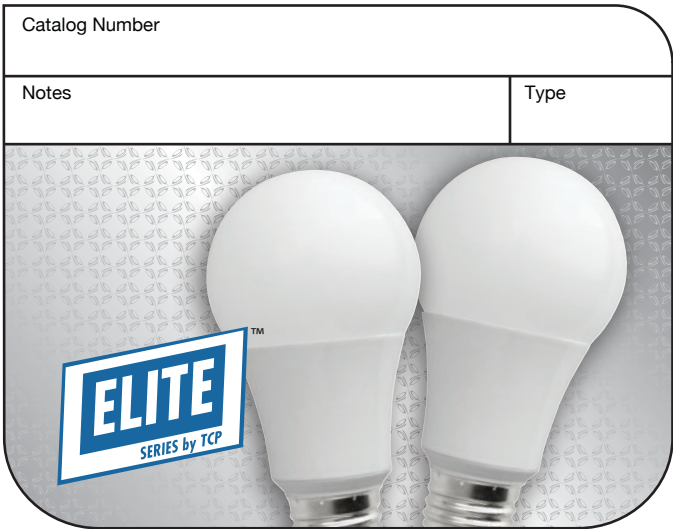 Catalog Number
Notes
Type
™
ELITE
SERIES by TCP